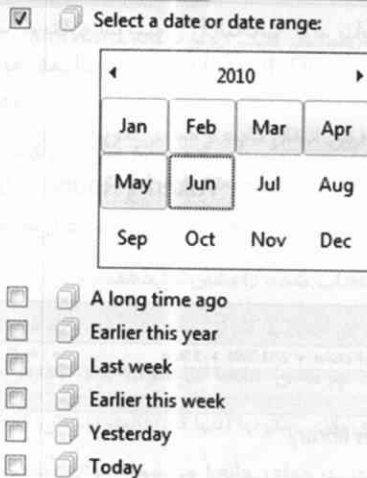 Select a date or date range:
2010
Jan Feb Mar Apr
May Jun Jul Aug
Sep Oct Nov Dec
A long time ago
Earlier this year
Last week
Earlier this week
Yesterday
Today